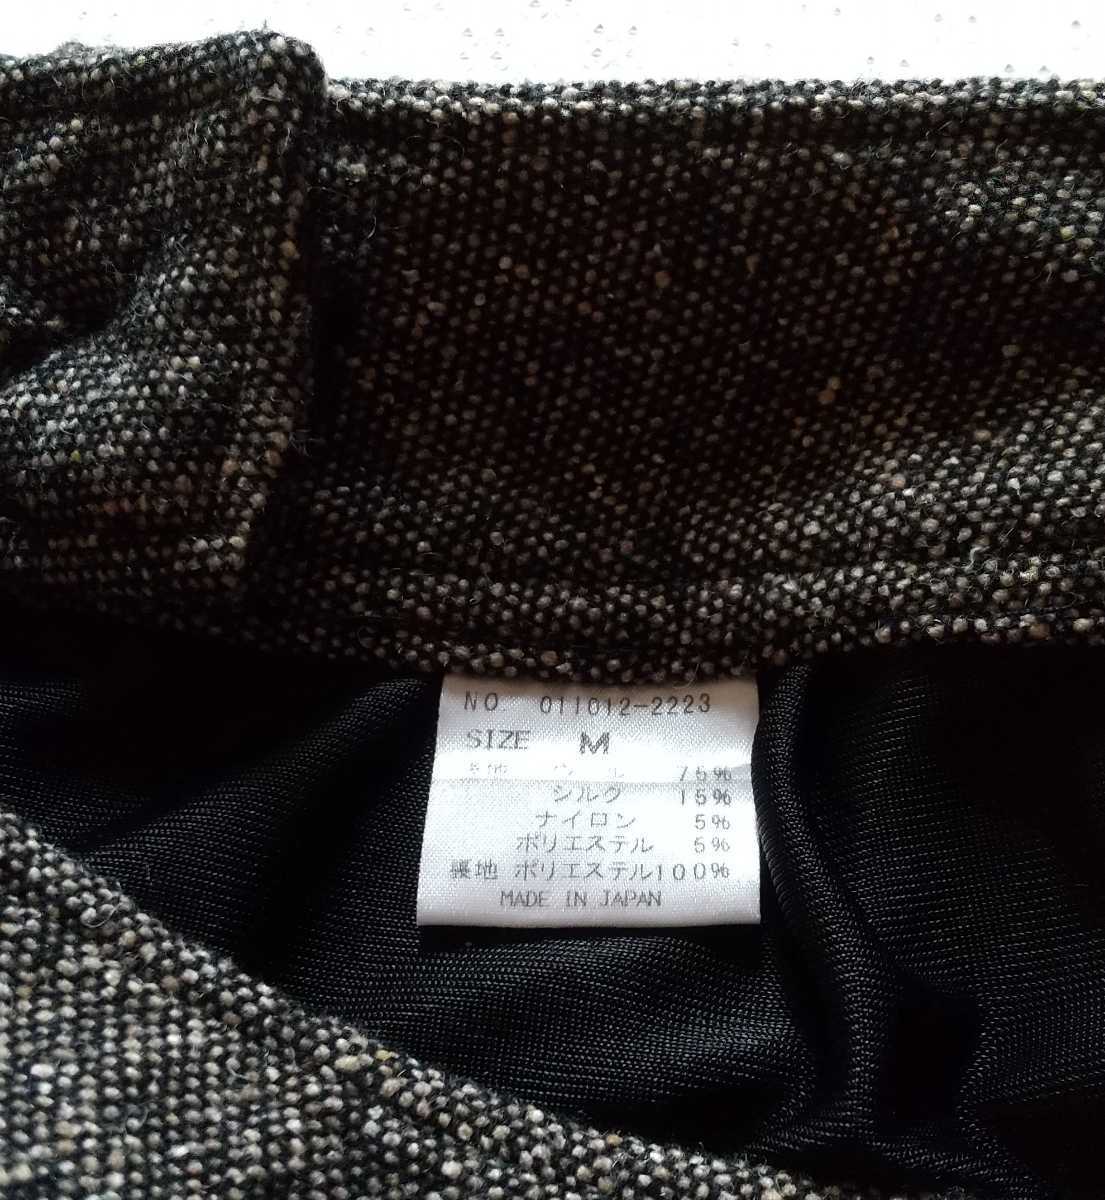 NO. 011012-2223
SIZE M
表地 ウール 75%
シルク 15%
ナイロン 5%
ポリエステル 5%
裏地 ポリエステル100%
MADE IN JAPAN